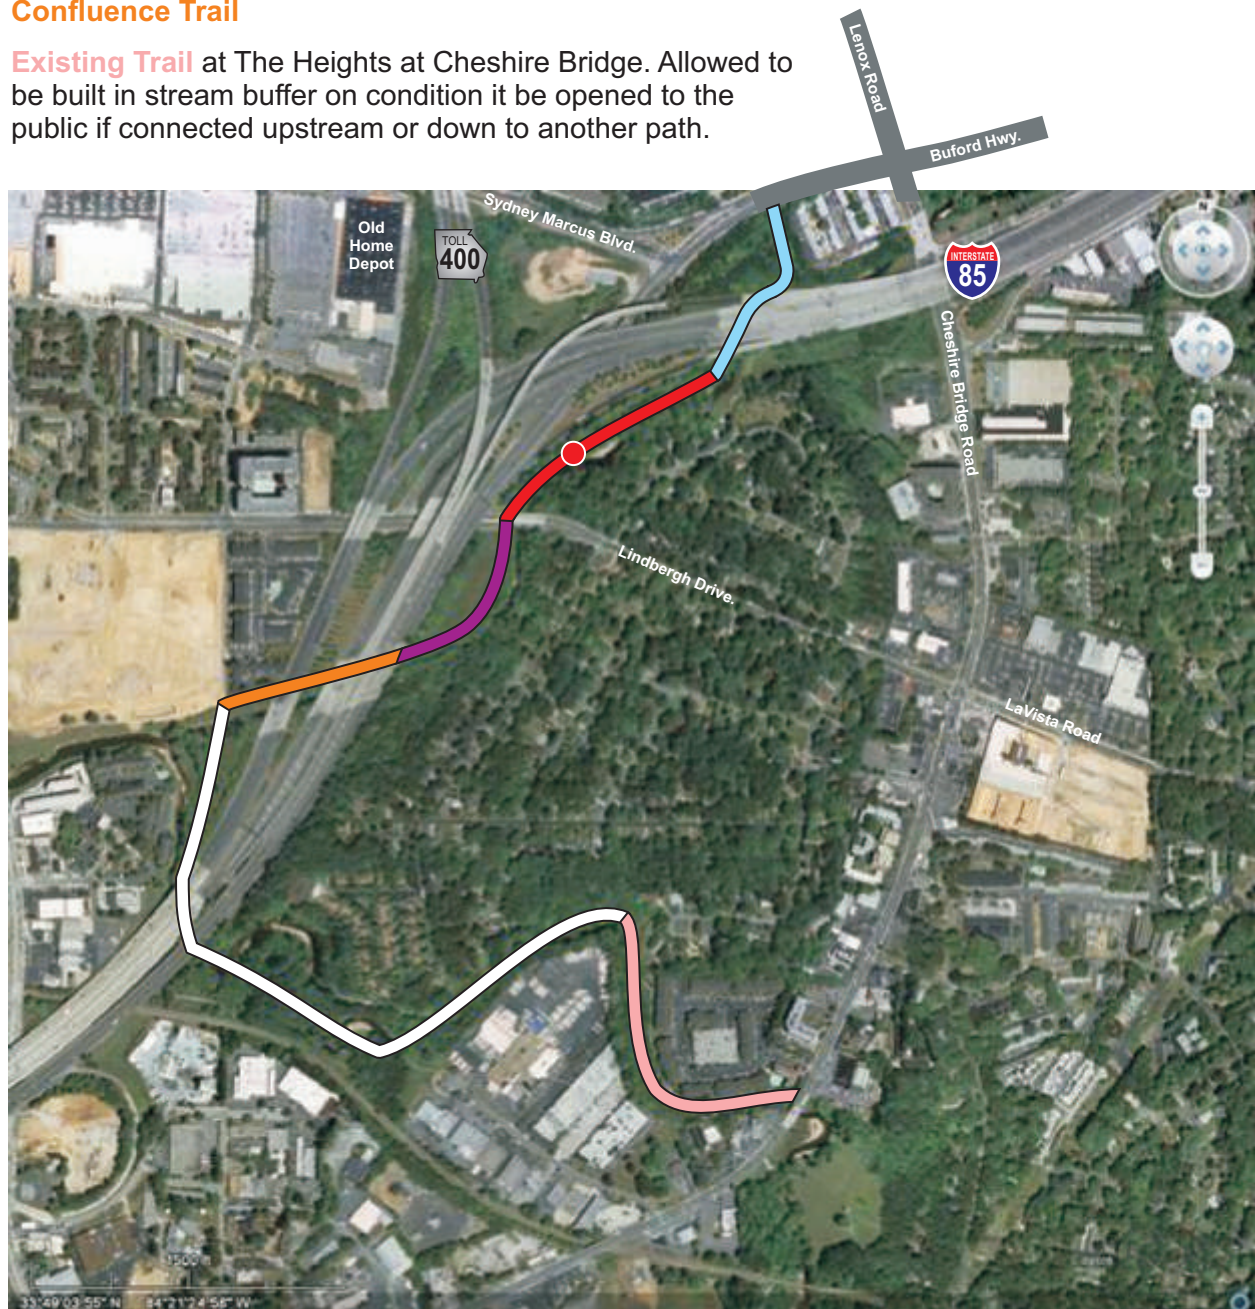 Confluence Trail
Existing Trail at The Heights at Cheshire Bridge. Allowed to
be built in stream buffer on condition it be opened to the
public if connected upstream or down to another path.
Lenox Road
Buford Hwy.
Sydney Marcus Blvd.
Old
Home
Depot
TOLL
400
INTERSTATE
85
Cheshire Bridge Road
Lindbergh Drive.
LaVista Road
N